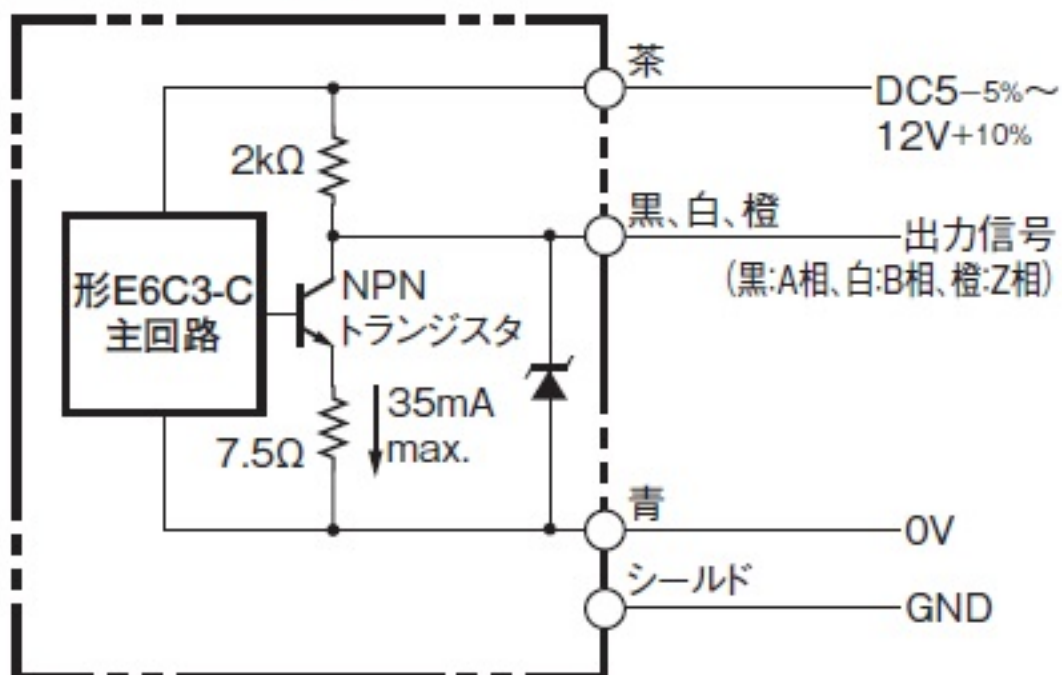 茶
DC5−5%～
12V+10%
2kΩ
黒、白、橙
出力信号
(黒:A相、白:B相、橙:Z相)
形E6C3-C
主回路
NPN
トランジスタ
35mA
max.
7.5Ω
青
0V
シールド
GND